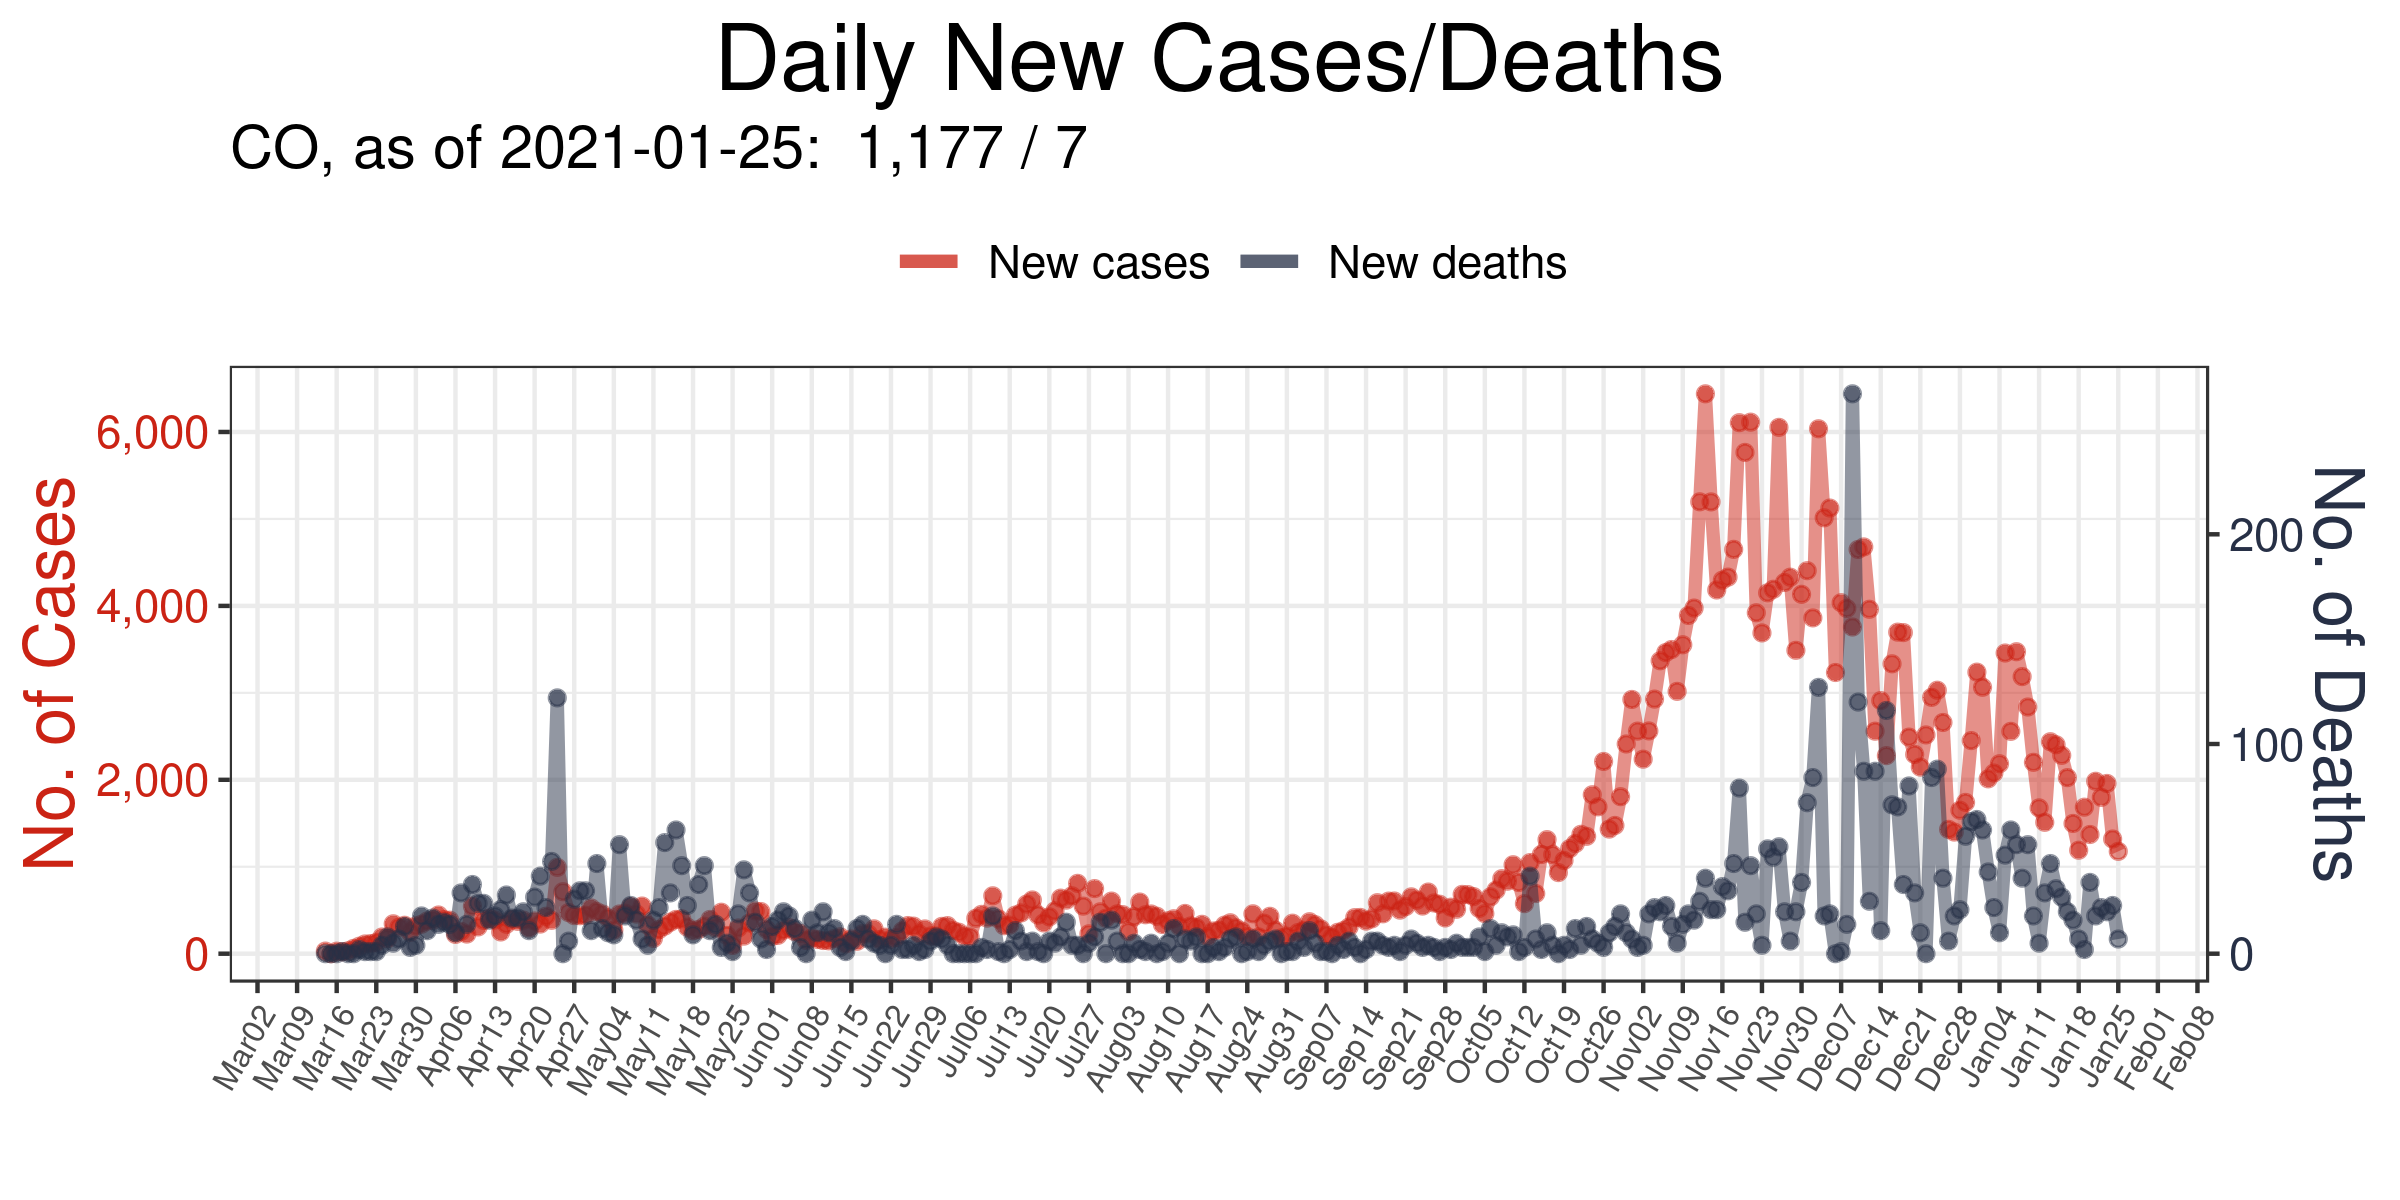 Daily New Cases/Deaths
CO, as of 2021-01-25: 1,177 / 7
New cases
New deaths
No. of Cases
6,000
4,000
2,000
0
No. of Deaths
200
100
0
Mar02
Mar09
Mar16
Mar23
Mar30
Apr06
Apr13
Apr20
Apr27
May04
May11
May18
May25
Jun01
Jun08
Jun15
Jun22
Jun29
Jul06
Jul13
Jul20
Jul27
Aug03
Aug10
Aug17
Aug24
Aug31
Sep07
Sep14
Sep21
Sep28
Oct05
Oct12
Oct19
Oct26
Nov02
Nov09
Nov16
Nov23
Nov30
Dec07
Dec14
Dec21
Dec28
Jan04
Jan11
Jan18
Jan25
Feb01
Feb08